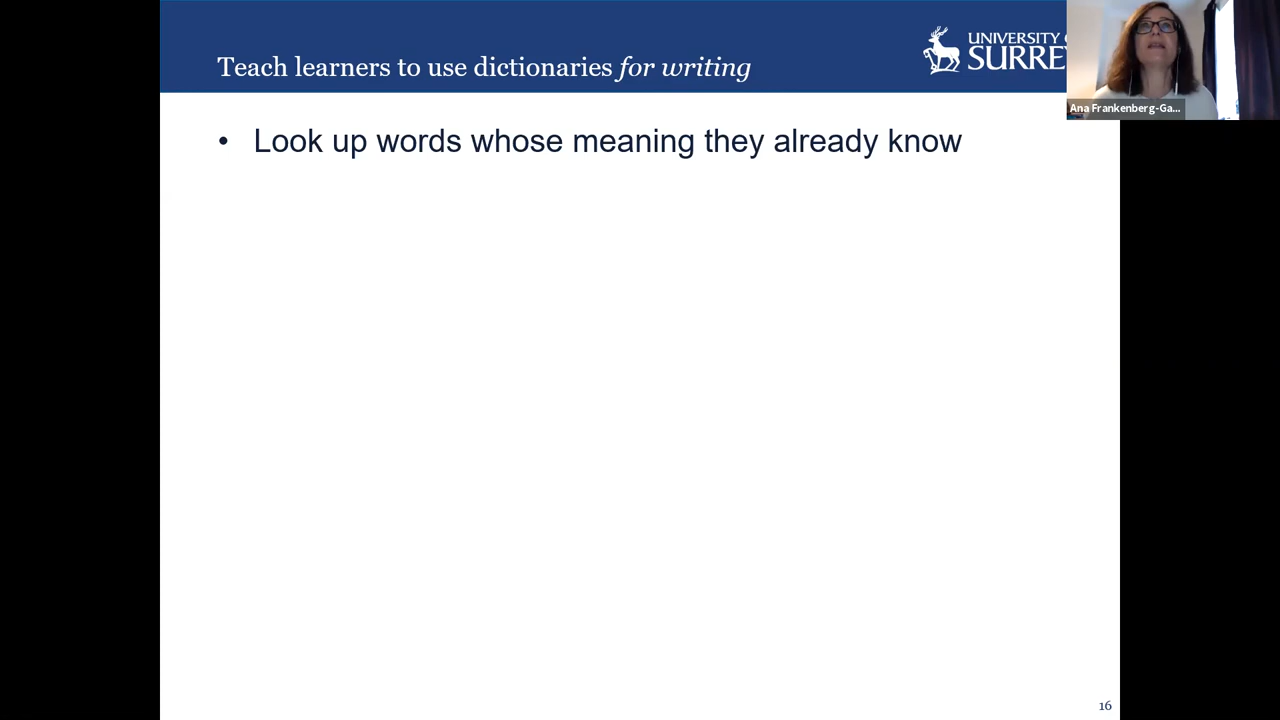 Teach learners to use dictionaries for writing
UNIVERSITY O
SURREY
Ana Frankenberg-Ga...
• Look up words whose meaning they already know
16